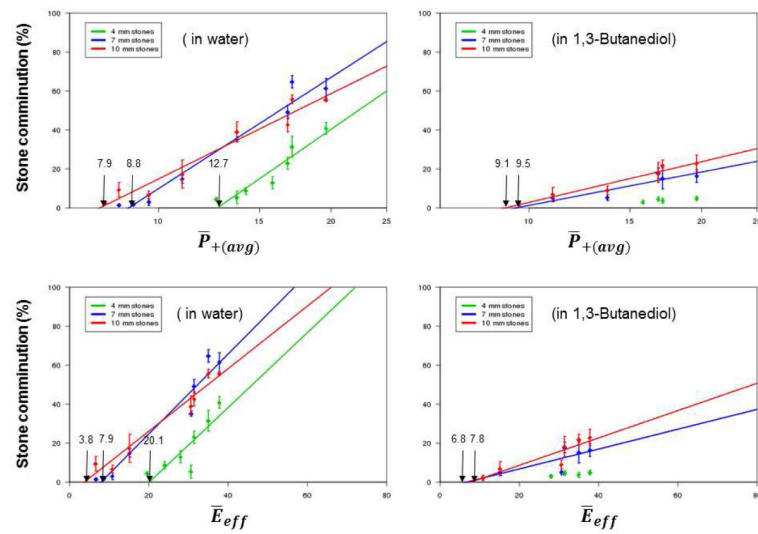 Stone comminution (%)
100
80
60
40
20
0
4 mm stones
7 mm stones
10 mm stones
( in water)
7.9
8.8
12.7
10
15
20
25
P̅+(avg)
100
80
60
40
20
0
4 mm stones
7 mm stones
10 mm stones
(in 1,3-Butanediol)
9.1
9.5
10
15
20
25
P̅+(avg)
Stone comminution (%)
100
80
60
40
20
0
4 mm stones
7 mm stones
10 mm stones
( in water)
3.8
7.9
20.1
0
20
40
60
80
E̅eff
100
80
60
40
20
0
4 mm stones
7 mm stones
10 mm stones
(in 1,3-Butanediol)
6.8
7.8
0
20
40
60
80
E̅eff